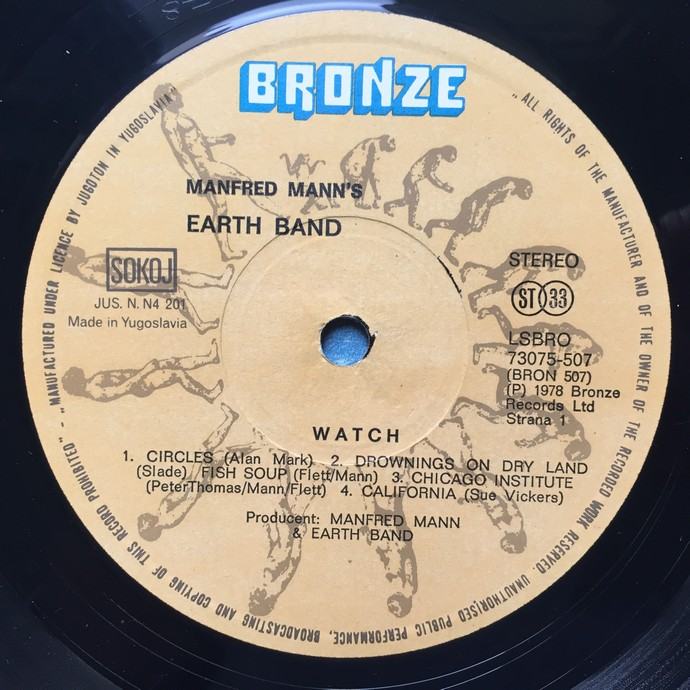 BRONZE
MANFRED MANN'S
EARTH BAND
SOKOJ
JUS. N. N4 201
Made in Yugoslavia
STEREO
ST 33
LSBRO
73075-507
(BRON 507)
(P) 1978 Bronze
Records Ltd
Strana 1
WATCH
1. CIRCLES (Alan Mark) 2. DROWNINGS ON DRY LAND
(Slade) FISH SOUP (Flett/Mann) 3. CHICAGO INSTITUTE
(PeterThomas/Mann/Flett) 4. CALIFORNIA (Sue Vickers)
Producent: MANFRED MANN
& EARTH BAND
"ALL RIGHTS OF THE MANUFACTURER AND OF THE OWNER OF THE RECORDED WORK RESERVED. UNAUTHORISED PUBLIC PERFORMANCE, BROADCASTING AND COPYING OF THIS RECORD PROHIBITED" - "MANUFACTURED UNDER LICENCE BY JUGOTON IN YUGOSLAVIA"